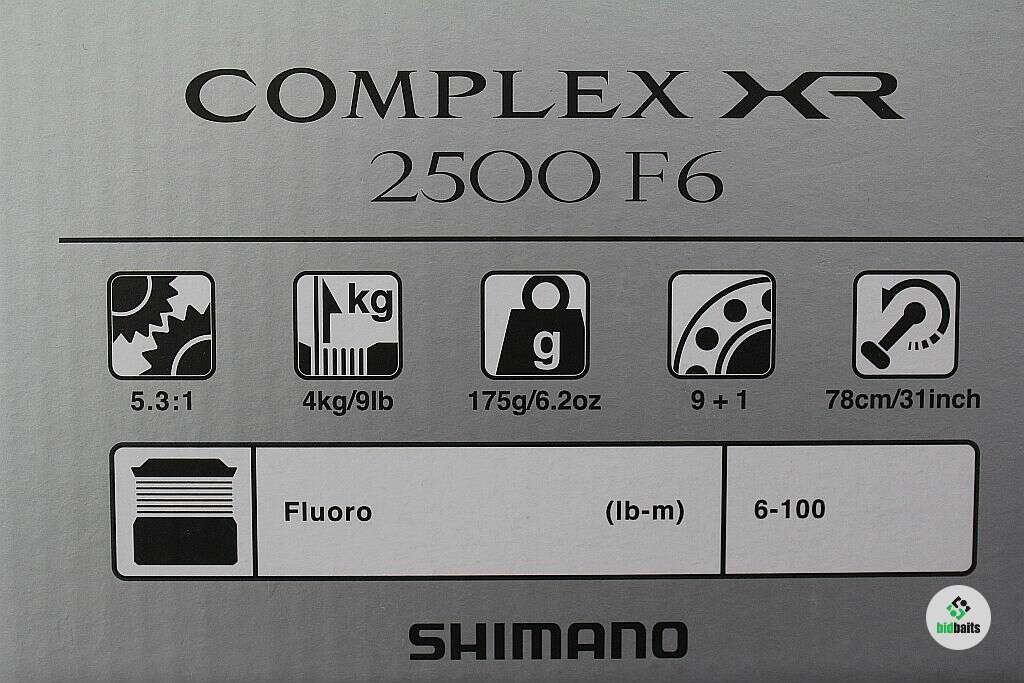 COMPLEX XR
2500 F6
kg
g
5.3:1 4kg/9lb 175g/6.2oz 9 + 1 78cm/31inch
Fluoro (lb-m) 6-100
SHIMANO
bidbaits